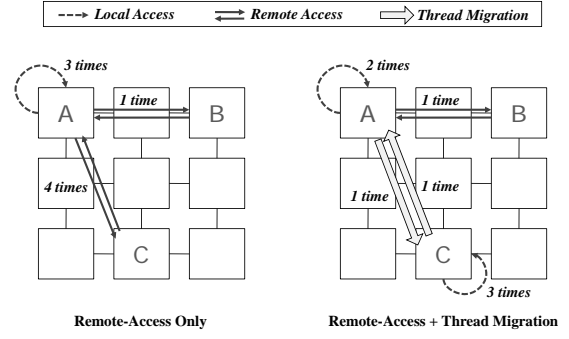 Local Access Remote Access Thread Migration
3 times
1 time
A B
4 times
C
Remote-Access Only
2 times
1 time
A B
1 time 1 time
C
3 times
Remote-Access + Thread Migration